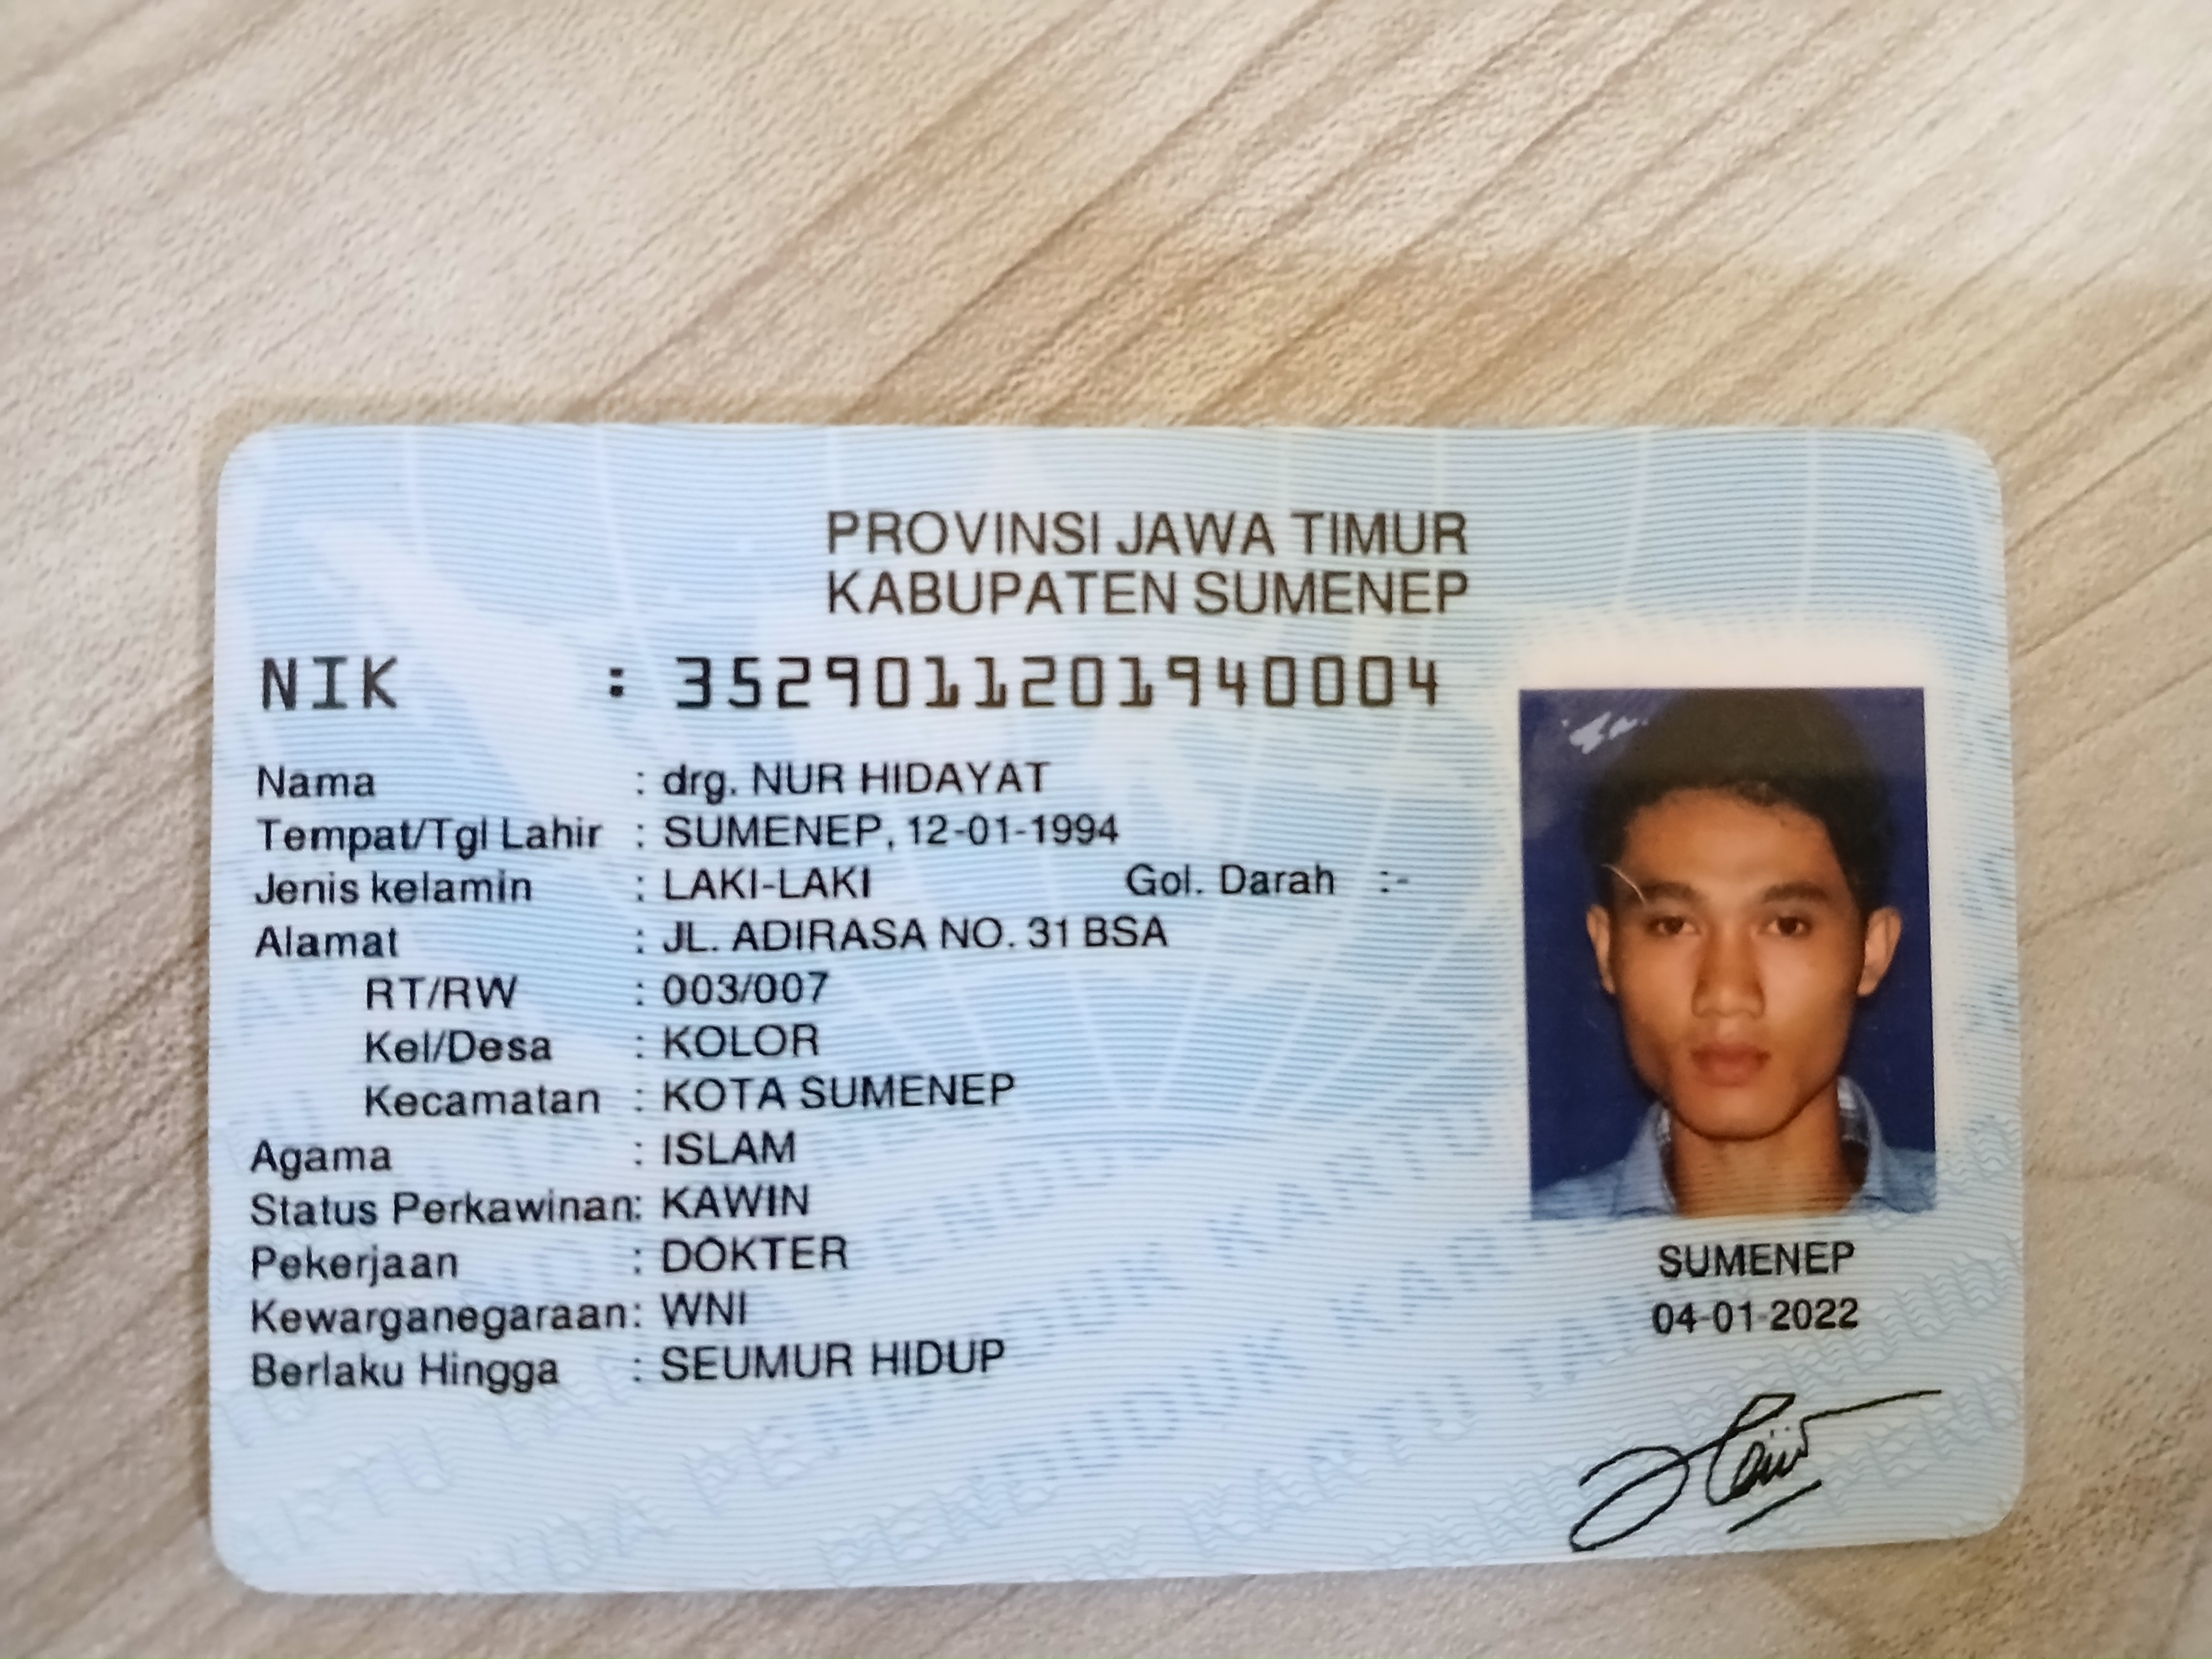 PROVINSI JAWA TIMUR
KABUPATEN SUMENEP
NIK : 3529011201940004
Nama : drg. NUR HIDAYAT
Tempat/Tgl Lahir : SUMENEP, 12-01-1994
Jenis kelamin : LAKI-LAKI Gol. Darah :-
Alamat : JL. ADIRASA NO. 31 BSA
RT/RW : 003/007
Kel/Desa : KOLOR
Kecamatan : KOTA SUMENEP
Agama : ISLAM
Status Perkawinan: KAWIN
Pekerjaan : DOKTER
Kewarganegaraan: WNI
Berlaku Hingga : SEUMUR HIDUP
SUMENEP
04-01-2022